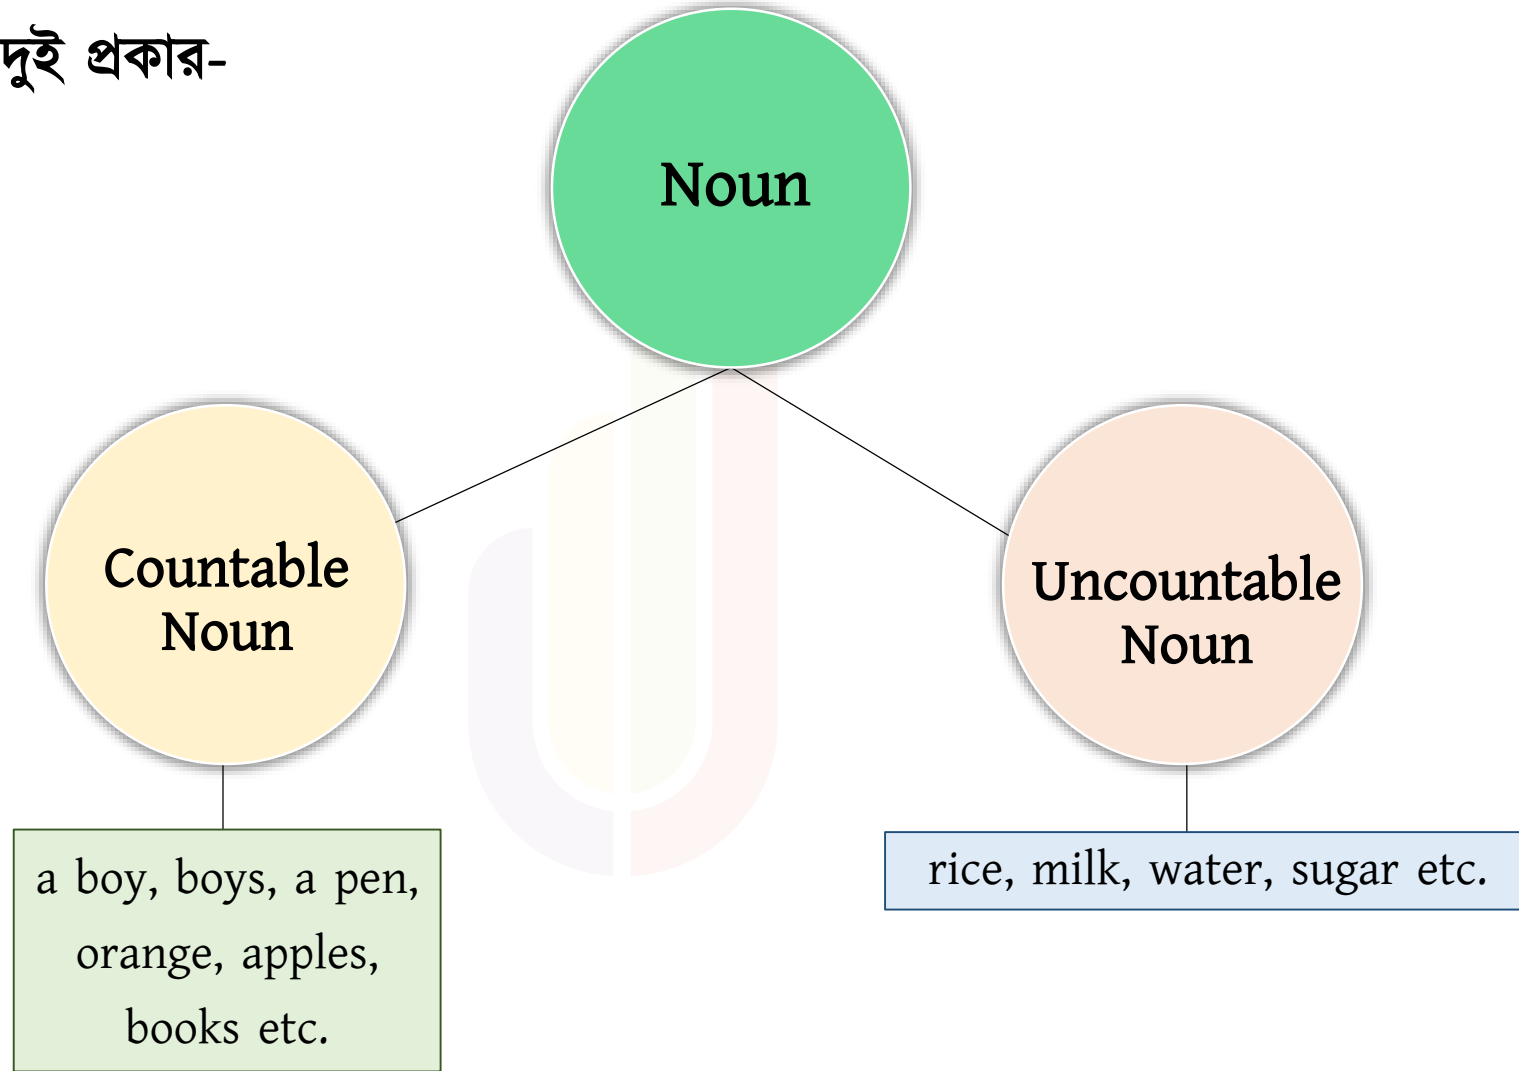 দুই প্রকার-
Noun
Countable
Noun
Uncountable
Noun
a boy, boys, a pen,
orange, apples,
books etc.
rice, milk, water, sugar etc.